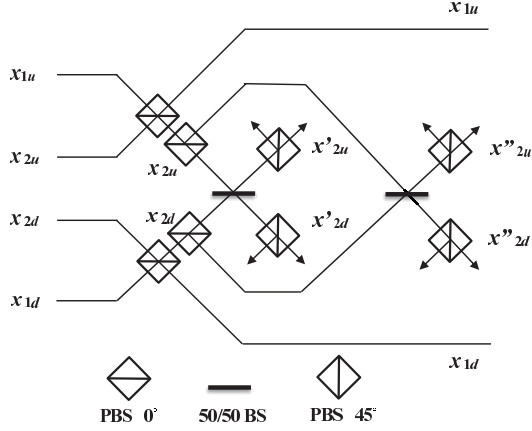 x1u
x1u
x2u
x2u
x'2u
x"2u
x2d
x2d
x'2d
x"2d
x1d
x1d
PBS 0°
50/50 BS
PBS 45°